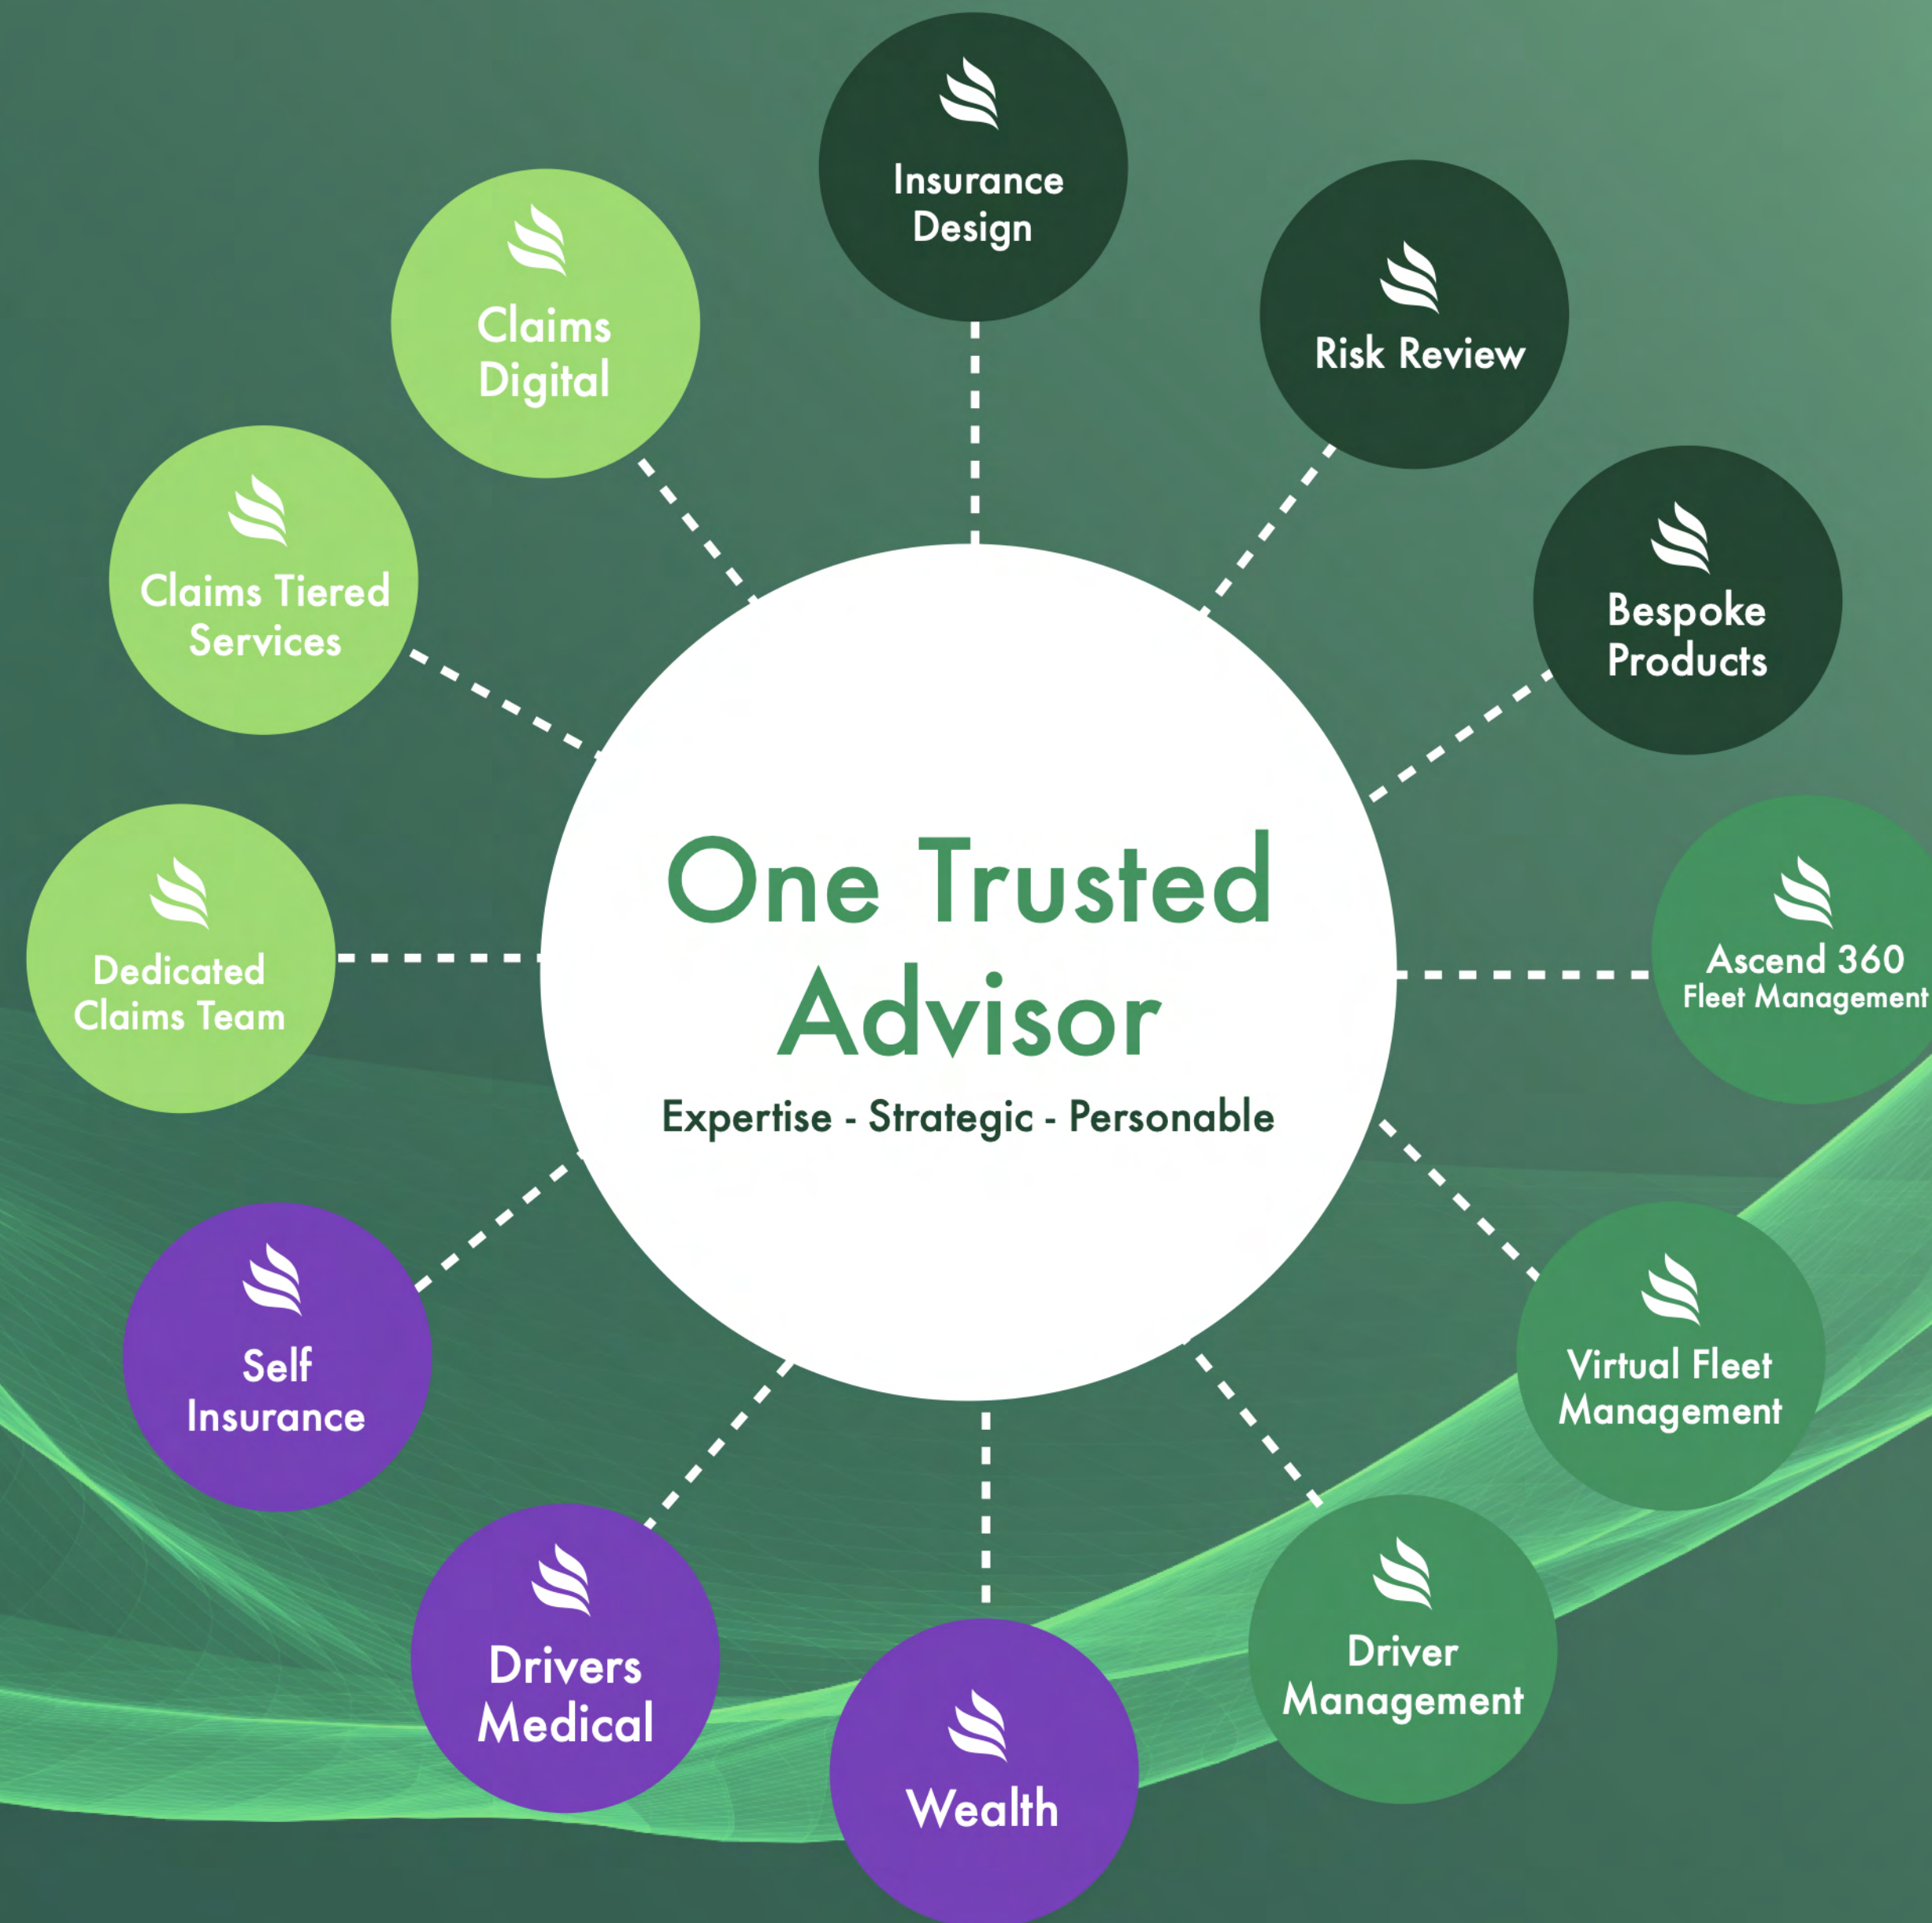 Insurance
Design
Risk Review
Bespoke
Products
Ascend 360
Fleet Management
Virtual Fleet
Management
Driver
Management
Wealth
Drivers
Medical
Self
Insurance
Dedicated
Claims Team
Claims Tiered
Services
Claims
Digital
One Trusted
Advisor
Expertise - Strategic - Personable